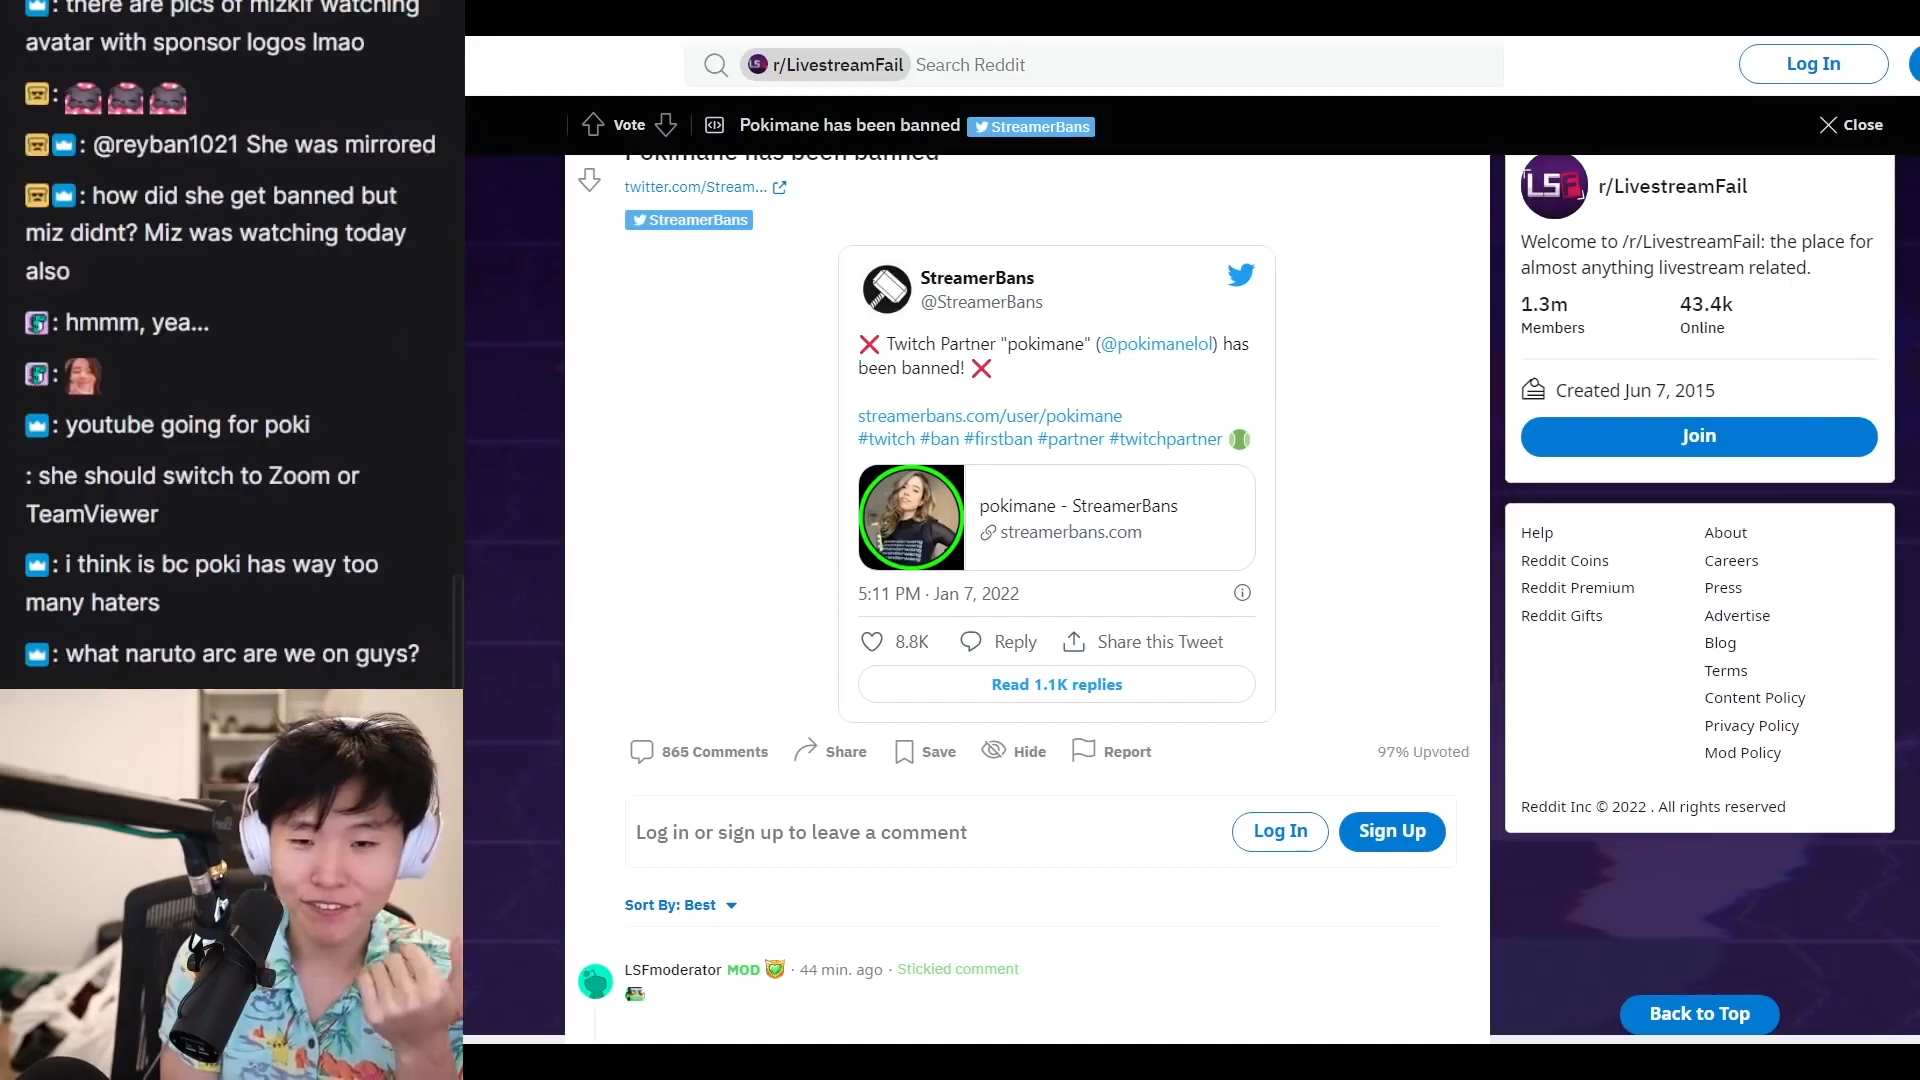 : there are pics of mizkif watching
avatar with sponsor logos lmao
:
: @reyban1021 She was mirrored
: how did she get banned but
miz didnt? Miz was watching today
also
: hmmm, yea...
:
: youtube going for poki
: she should switch to Zoom or
TeamViewer
: i think is bc poki has way too
many haters
: what naruto arc are we on guys?
r/LivestreamFail Search Reddit
Log In
Vote
Pokimane has been banned StreamerBans
Close
Pokimane has been banned
twitter.com/Stream...
StreamerBans
StreamerBans
@StreamerBans
❌ Twitch Partner "pokimane" (@pokimanelol) has
been banned! ❌
streamerbans.com/user/pokimane
#twitch #ban #firstban #partner #twitchpartner
pokimane - StreamerBans
streamerbans.com
5:11 PM · Jan 7, 2022
8.8K Reply Share this Tweet
Read 1.1K replies
865 Comments Share Save Hide Report 97% Upvoted
Log in or sign up to leave a comment Log In Sign Up
Sort By: Best
LSFmoderator MOD · 44 min. ago · Stickied comment
LSF
r/LivestreamFail
Welcome to /r/LivestreamFail: the place for
almost anything livestream related.
1.3m 43.4k
Members Online
Created Jun 7, 2015
Join
Help About
Reddit Coins Careers
Reddit Premium Press
Reddit Gifts Advertise
Blog
Terms
Content Policy
Privacy Policy
Mod Policy
Reddit Inc © 2022 . All rights reserved
Back to Top